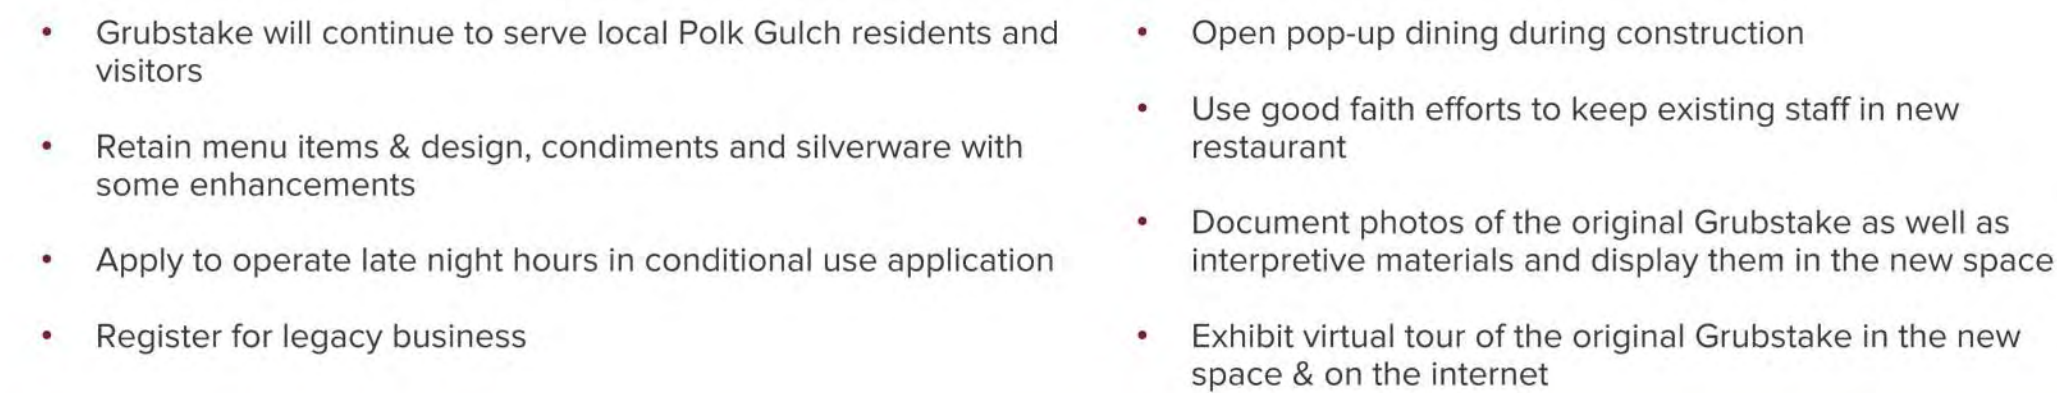 • Grubstake will continue to serve local Polk Gulch residents and
visitors
• Retain menu items & design, condiments and silverware with
some enhancements
• Apply to operate late night hours in conditional use application
• Register for legacy business
• Open pop-up dining during construction
• Use good faith efforts to keep existing staff in new
restaurant
• Document photos of the original Grubstake as well as
interpretive materials and display them in the new space
• Exhibit virtual tour of the original Grubstake in the new
space & on the internet